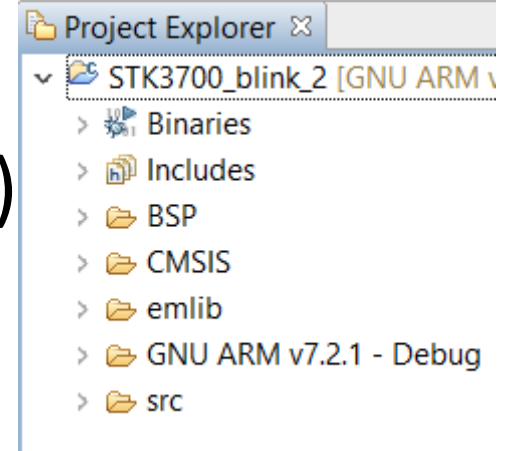 Project Explorer
STK3700_blink_2 [GNU ARM v
Binaries
Includes
)
BSP
CMSIS
emlib
GNU ARM v7.2.1 - Debug
src